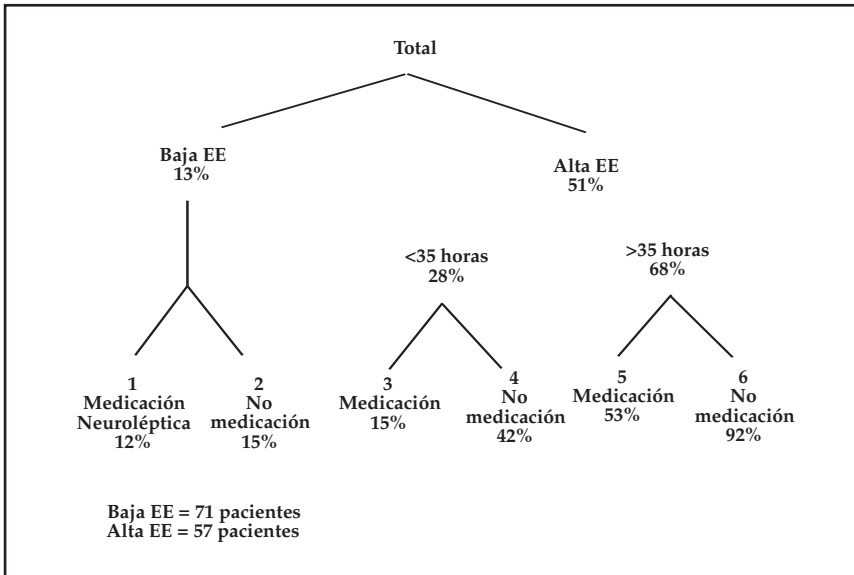 Total
Baja EE
13%
Alta EE
51%
<35 horas
28%
>35 horas
68%
1
Medicación
Neuroléptica
12%
2
No
medicación
15%
3
Medicación
15%
4
No
medicación
42%
5
Medicación
53%
6
No
medicación
92%
Baja EE = 71 pacientes
Alta EE = 57 pacientes